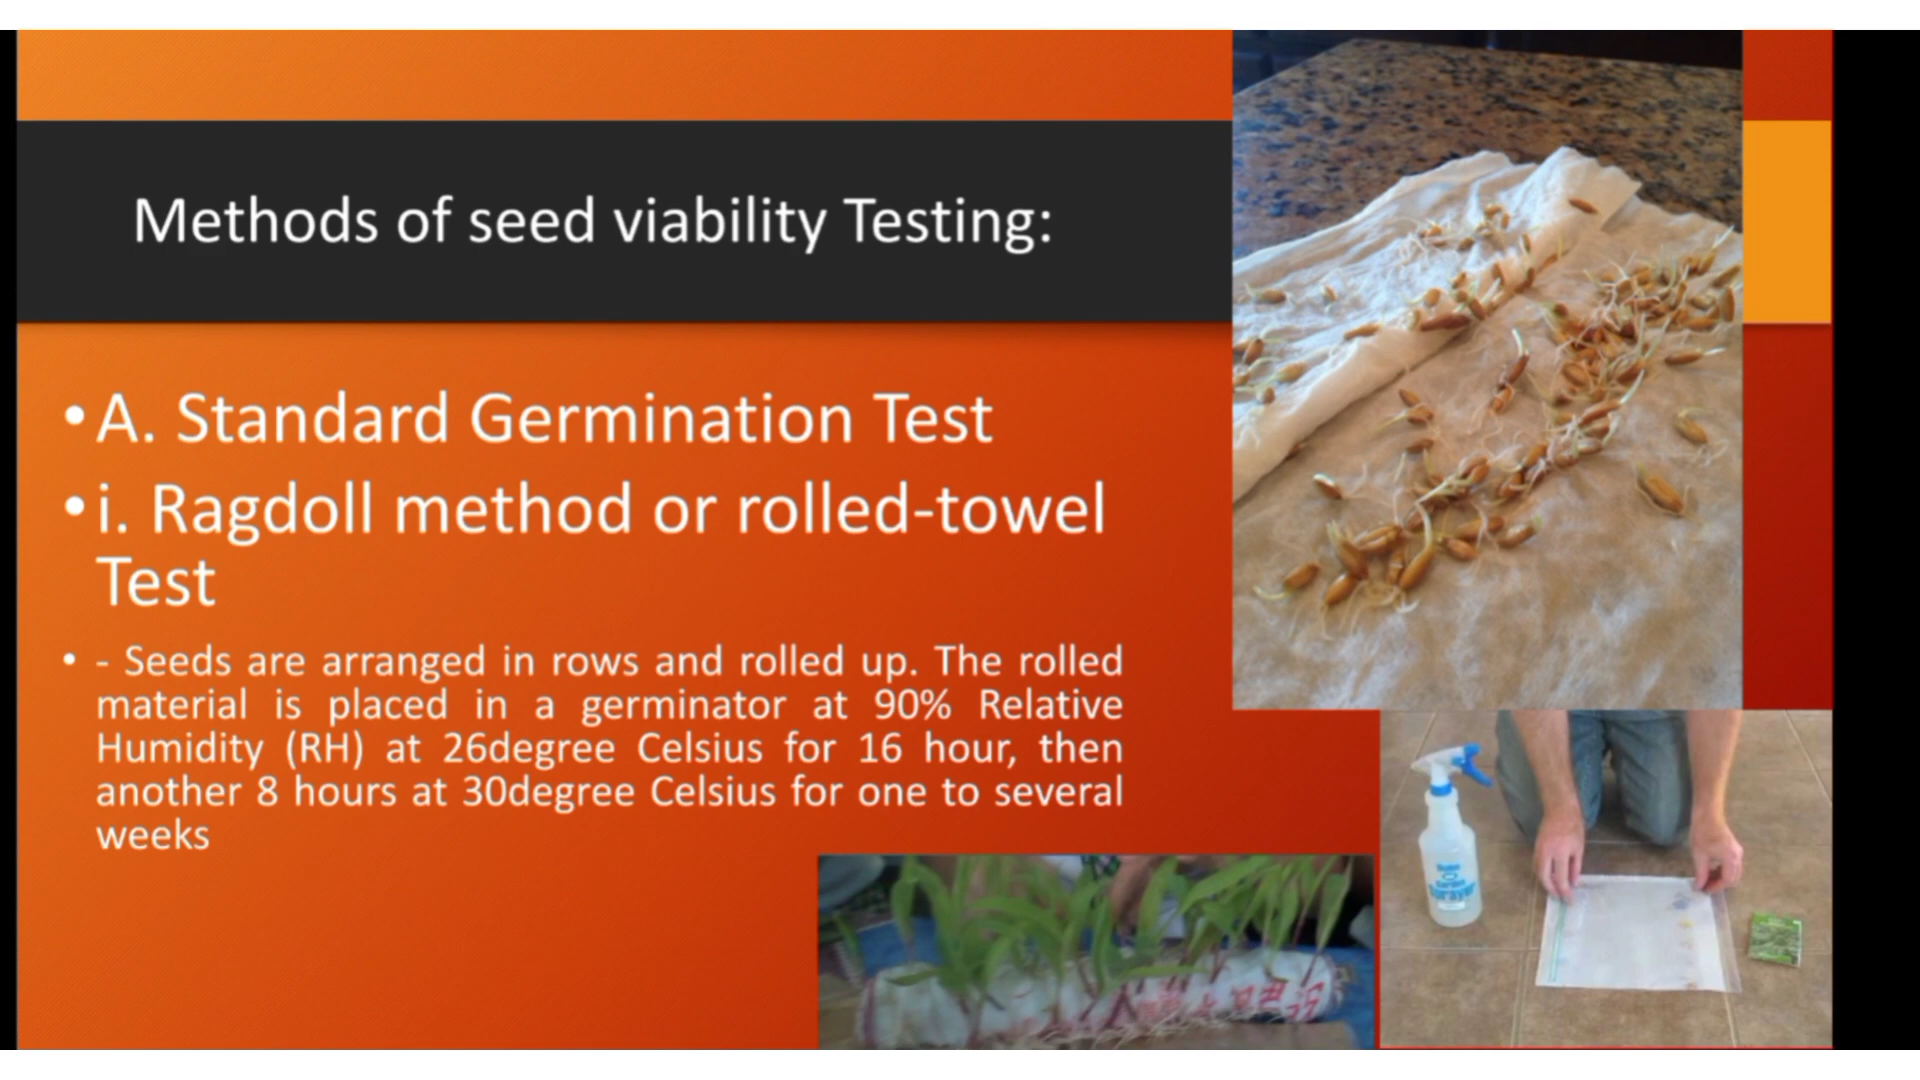 Methods of seed viability Testing:
• A. Standard Germination Test
• i. Ragdoll method or rolled-towel
Test
• - Seeds are arranged in rows and rolled up. The rolled
material is placed in a germinator at 90% Relative
Humidity (RH) at 26degree Celsius for 16 hour, then
another 8 hours at 30degree Celsius for one to several
weeks